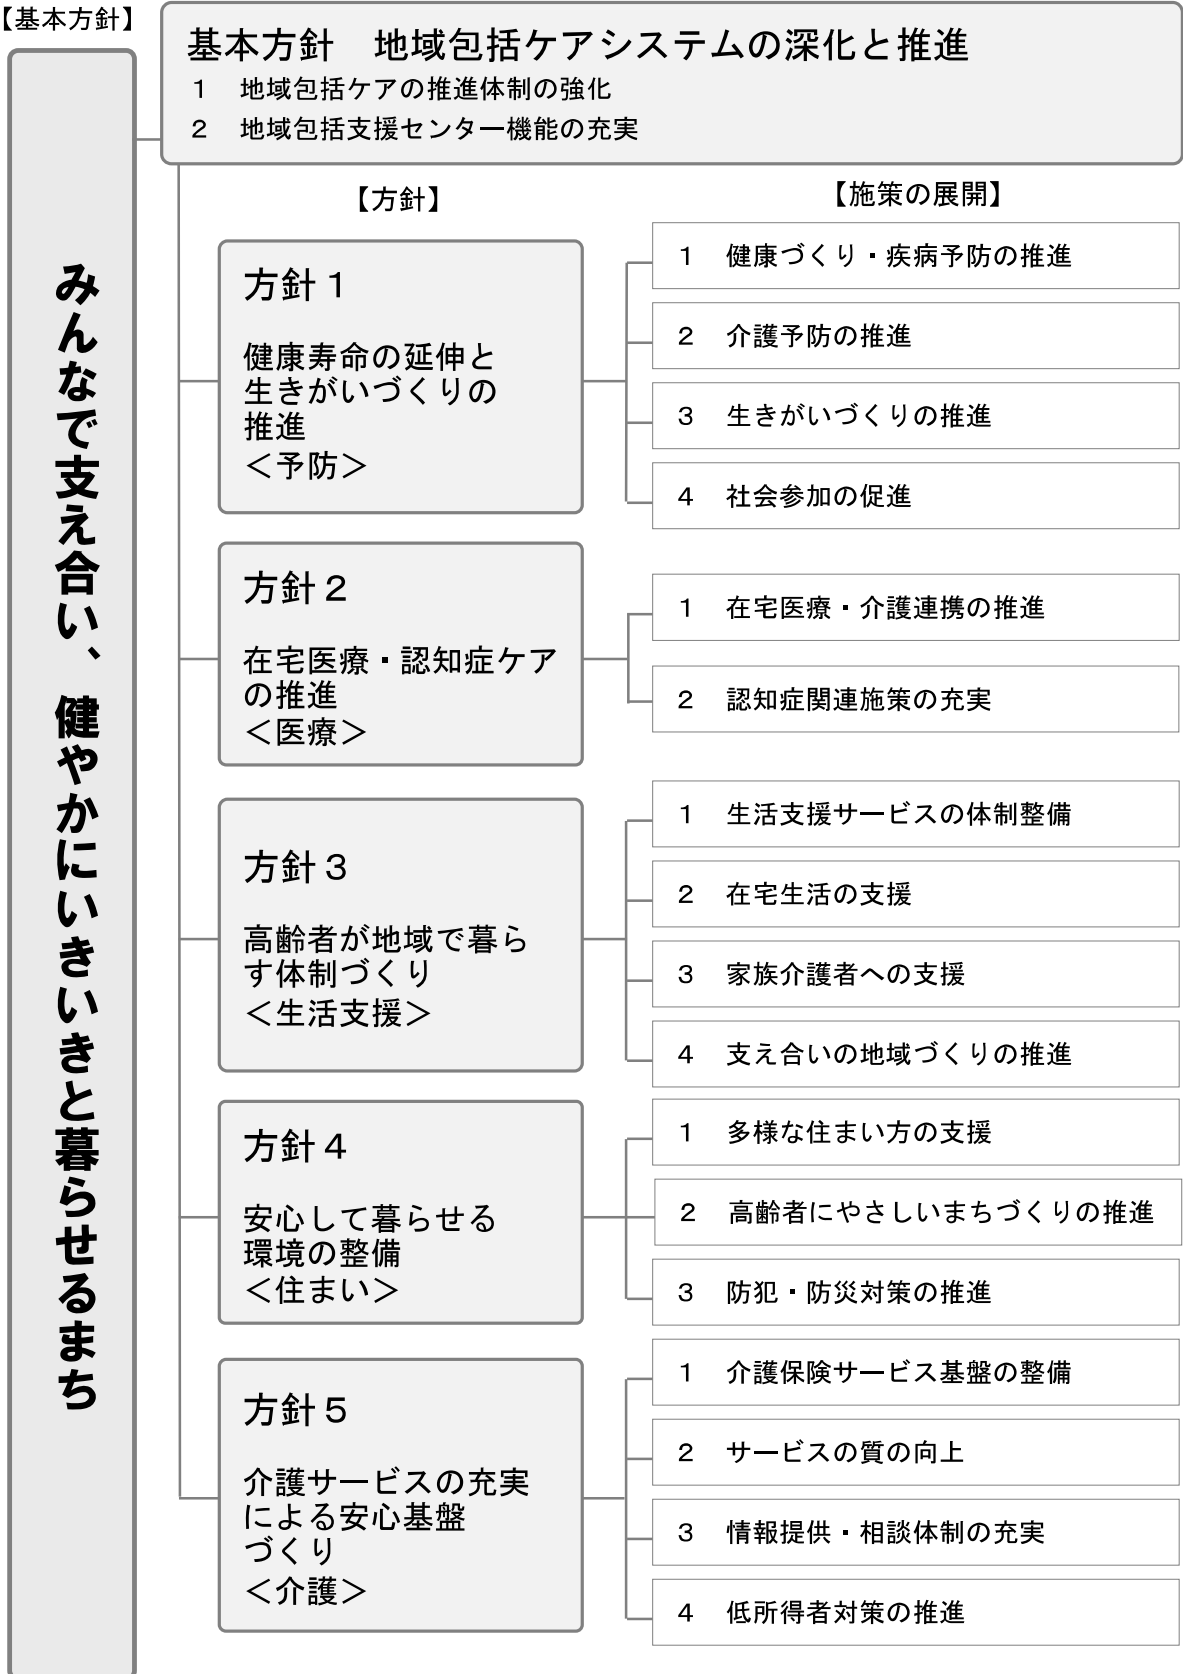 【基本方針】
みんなで支え合い、健やかにいきいきと暮らせるまち
基本方針　地域包括ケアシステムの深化と推進
１　地域包括ケアの推進体制の強化
２　地域包括支援センター機能の充実
【方針】
【施策の展開】
方針１
健康寿命の延伸と
生きがいづくりの
推進
＜予防＞
１　健康づくり・疾病予防の推進
２　介護予防の推進
３　生きがいづくりの推進
４　社会参加の促進
方針２
在宅医療・認知症ケア
の推進
＜医療＞
１　在宅医療・介護連携の推進
２　認知症関連施策の充実
方針３
高齢者が地域で暮ら
す体制づくり
＜生活支援＞
１　生活支援サービスの体制整備
２　在宅生活の支援
３　家族介護者への支援
４　支え合いの地域づくりの推進
方針４
安心して暮らせる
環境の整備
＜住まい＞
１　多様な住まい方の支援
２　高齢者にやさしいまちづくりの推進
３　防犯・防災対策の推進
方針５
介護サービスの充実
による安心基盤
づくり
＜介護＞
１　介護保険サービス基盤の整備
２　サービスの質の向上
３　情報提供・相談体制の充実
４　低所得者対策の推進